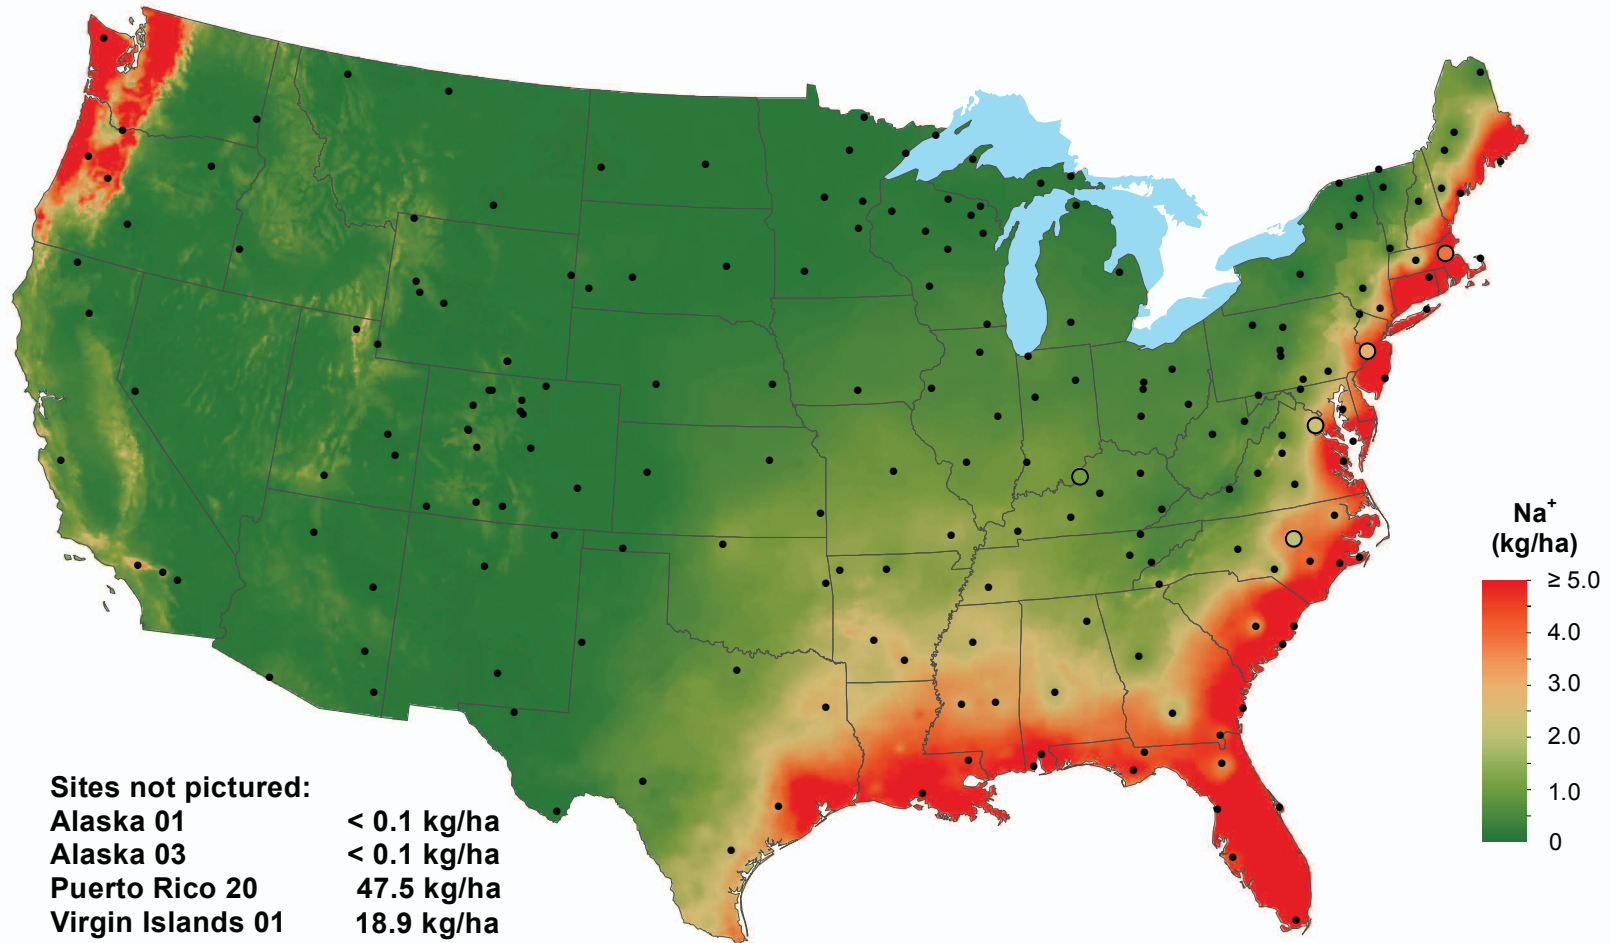 Na+
(kg/ha)
≥ 5.0
4.0
3.0
2.0
1.0
0
Sites not pictured:
Alaska 01 < 0.1 kg/ha
Alaska 03 < 0.1 kg/ha
Puerto Rico 20 47.5 kg/ha
Virgin Islands 01 18.9 kg/ha